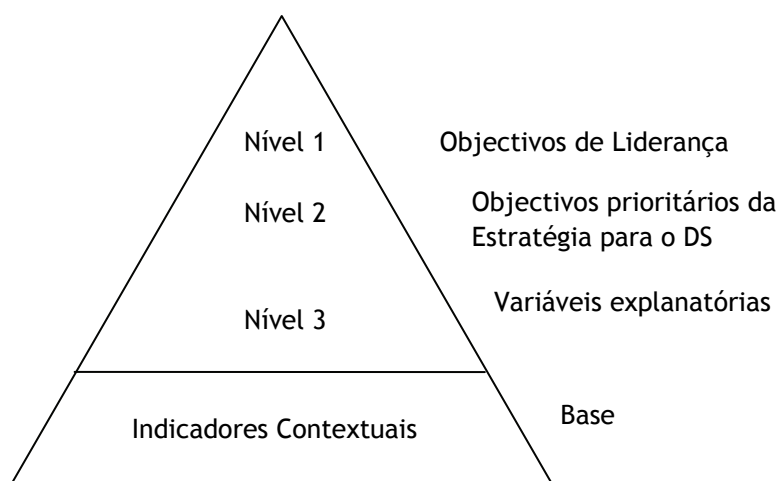 Nível 1
Objectivos de Liderança
Nível 2
Objectivos prioritários da
Estratégia para o DS
Nível 3
Variáveis explanatórias
Indicadores Contextuais
Base